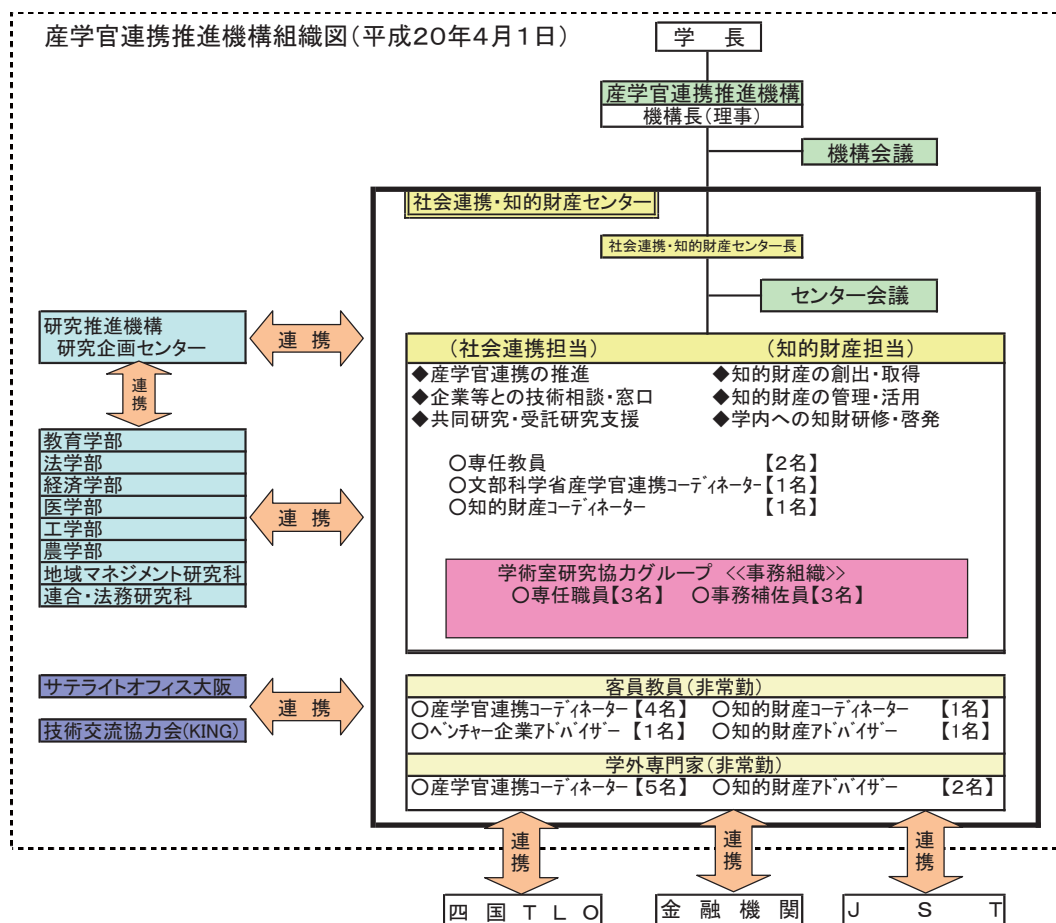 産学官連携推進機構組織図(平成20年4月1日)
学 長
産学官連携推進機構
機構長(理事)
機構会議
社会連携・知的財産センター
社会連携・知的財産センター長
センター会議
研究推進機構
研究企画センター
連 携
連携
教育学部
法学部
経済学部
医学部
工学部
農学部
地域マネジメント研究科
連合・法務研究科
連 携
(社会連携担当) (知的財産担当)
◆産学官連携の推進 ◆知的財産の創出・取得
◆企業等との技術相談・窓口 ◆知的財産の管理・活用
◆共同研究・受託研究支援 ◆学内への知財研修・啓発
○専任教員 【2名】
○文部科学省産学官連携コーディネーター【1名】
○知的財産コーディネーター 【1名】
学術室研究協力グループ <<事務組織>>
○専任職員【3名】 ○事務補佐員【3名】
サテライトオフィス大阪
技術交流協力会(KING)
連 携
客員教員(非常勤)
○産学官連携コーディネーター【4名】 ○知的財産コーディネーター 【1名】
○ベンチャー企業アドバイザー【1名】 ○知的財産アドバイザー 【1名】
学外専門家(非常勤)
○産学官連携コーディネーター【5名】 ○知的財産アドバイザー 【2名】
連携
連携
連携
四 国 T L O
金 融 機 関
J S T